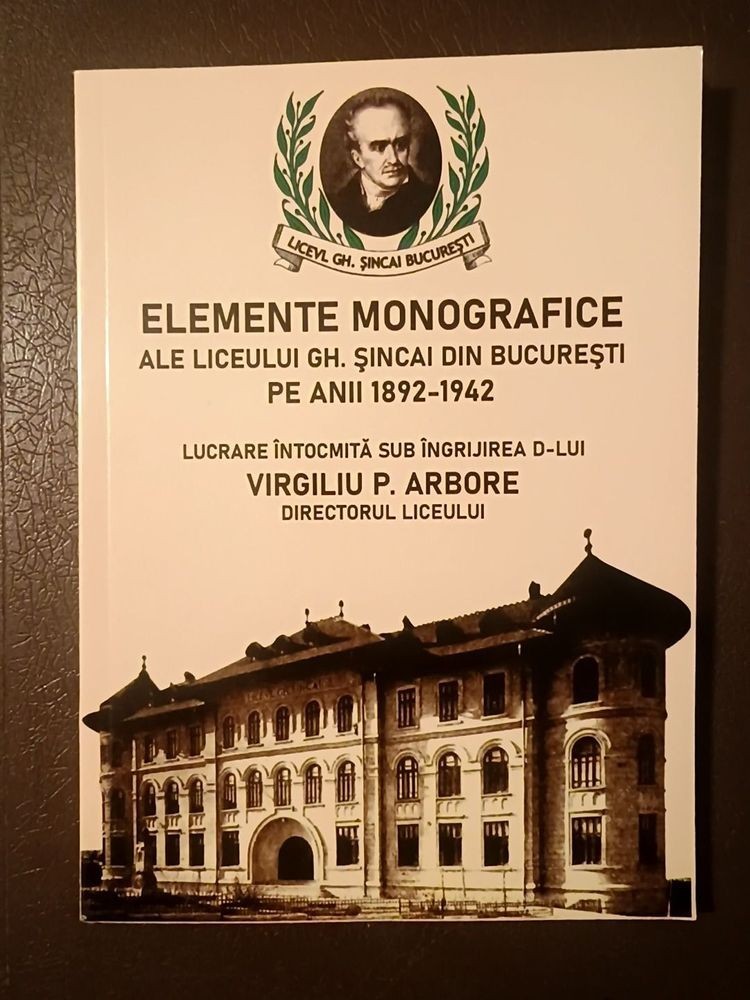 LICEVL GH. ŞINCAI BUCUREŞTI
ELEMENTE MONOGRAFICE
ALE LICEULUI GH. ŞINCAI DIN BUCUREŞTI
PE ANII 1892-1942
LUCRARE ÎNTOCMITĂ SUB ÎNGRIJIREA D-LUI
VIRGILIU P. ARBORE
DIRECTORUL LICEULUI